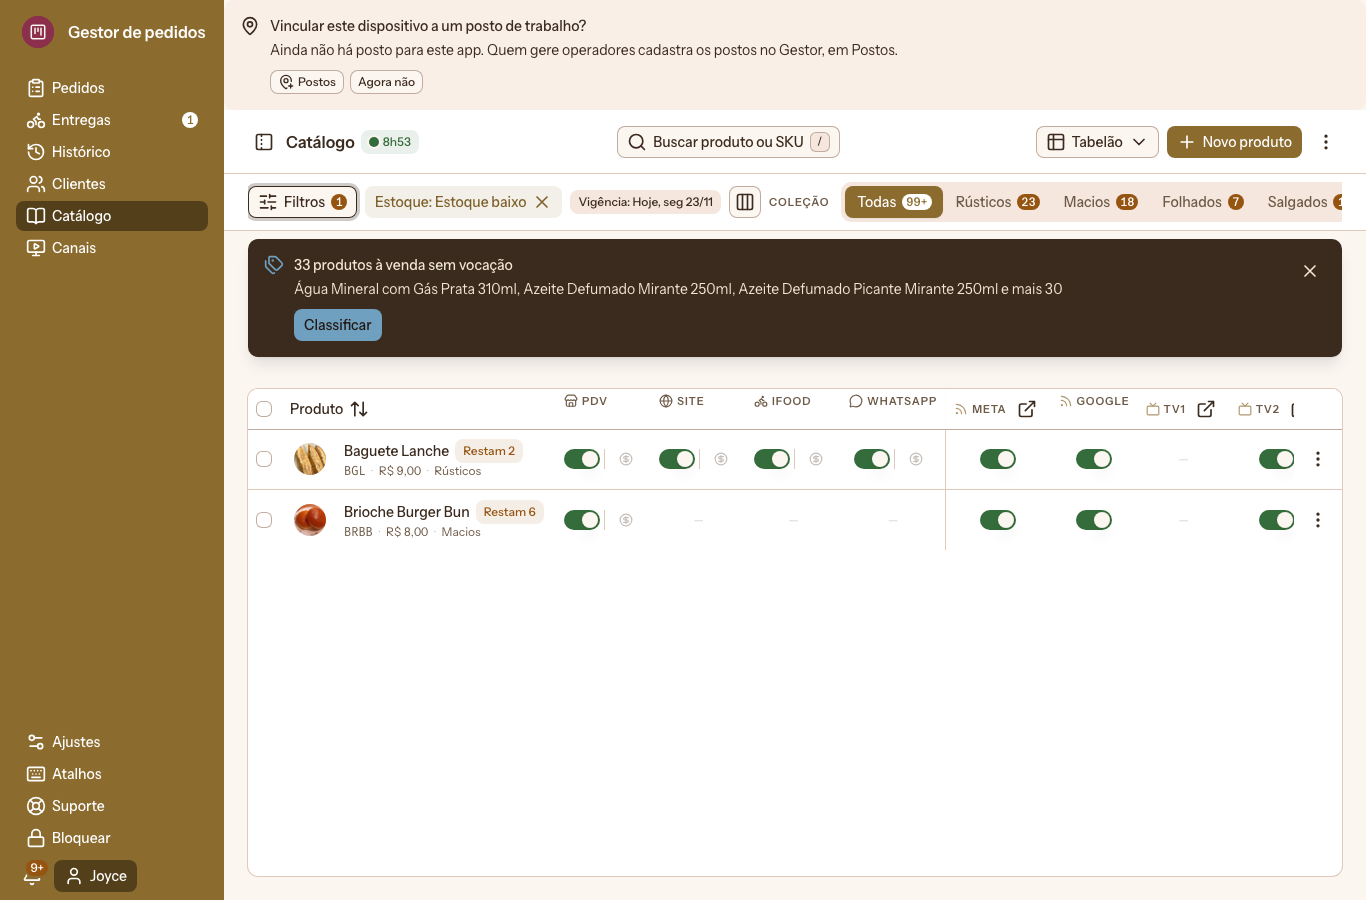 Gestor de pedidos
Pedidos
Entregas 1
Histórico
Clientes
Catálogo
Canais
Ajustes
Atalhos
Suporte
Bloquear
9+
Joyce
Vincular este dispositivo a um posto de trabalho?
Ainda não há posto para este app. Quem gere operadores cadastra os postos no Gestor, em Postos.
Postos Agora não
Catálogo 8h53 Buscar produto ou SKU / Tabelão Novo produto
Filtros 1 Estoque: Estoque baixo Vigência: Hoje, seg 23/11 COLEÇÃO Todas 99+ Rústicos 23 Macios 18 Folhados 7 Salgados
33 produtos à venda sem vocação
Água Mineral com Gás Prata 310ml, Azeite Defumado Mirante 250ml, Azeite Defumado Picante Mirante 250ml e mais 30
Classificar
Produto PDV SITE IFOOD WHATSAPP META GOOGLE TV1 TV2
Baguete Lanche Restam 2
BGL · R$ 9,00 · Rústicos
–
Brioche Burger Bun Restam 6
BRBB · R$ 8,00 · Macios
– – – –